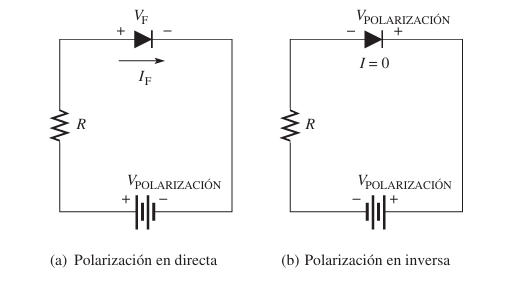 V_F
+ −
I_F
R
V_POLARIZACIÓN
+ −
(a) Polarización en directa
V_POLARIZACIÓN
− +
I = 0
R
V_POLARIZACIÓN
− +
(b) Polarización en inversa